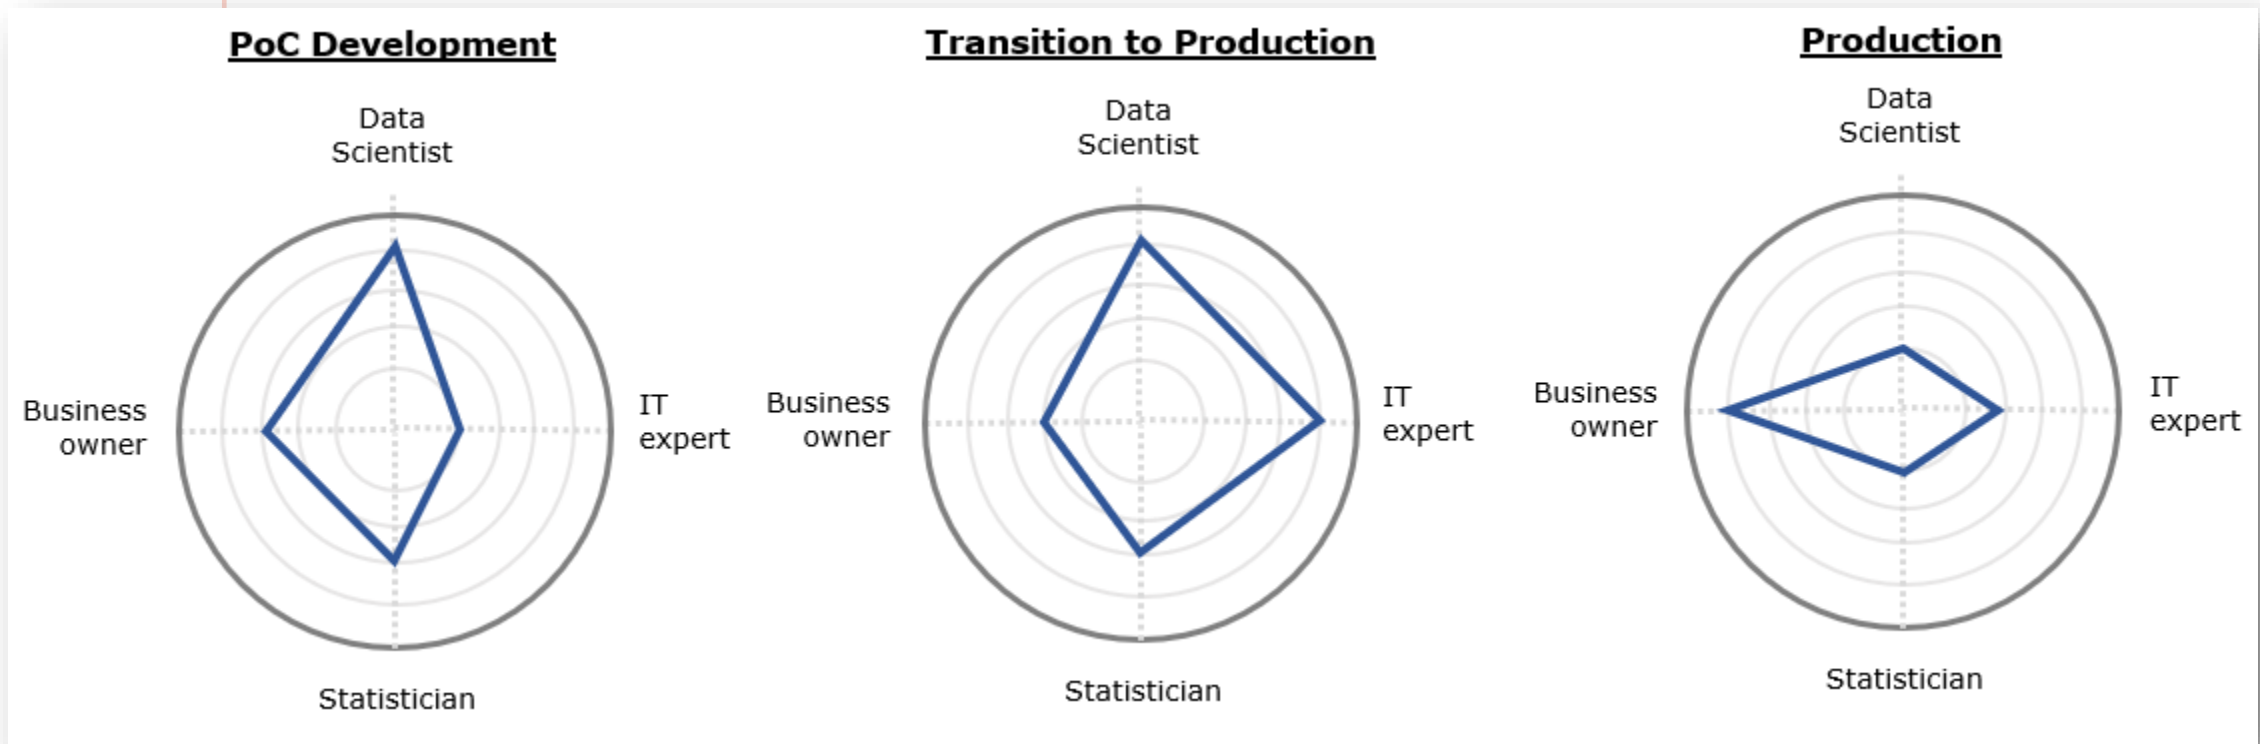 PoC Development
Data
Scientist
Business
owner
IT
expert
Statistician
Transition to Production
Data
Scientist
Business
owner
IT
expert
Statistician
Production
Data
Scientist
Business
owner
IT
expert
Statistician